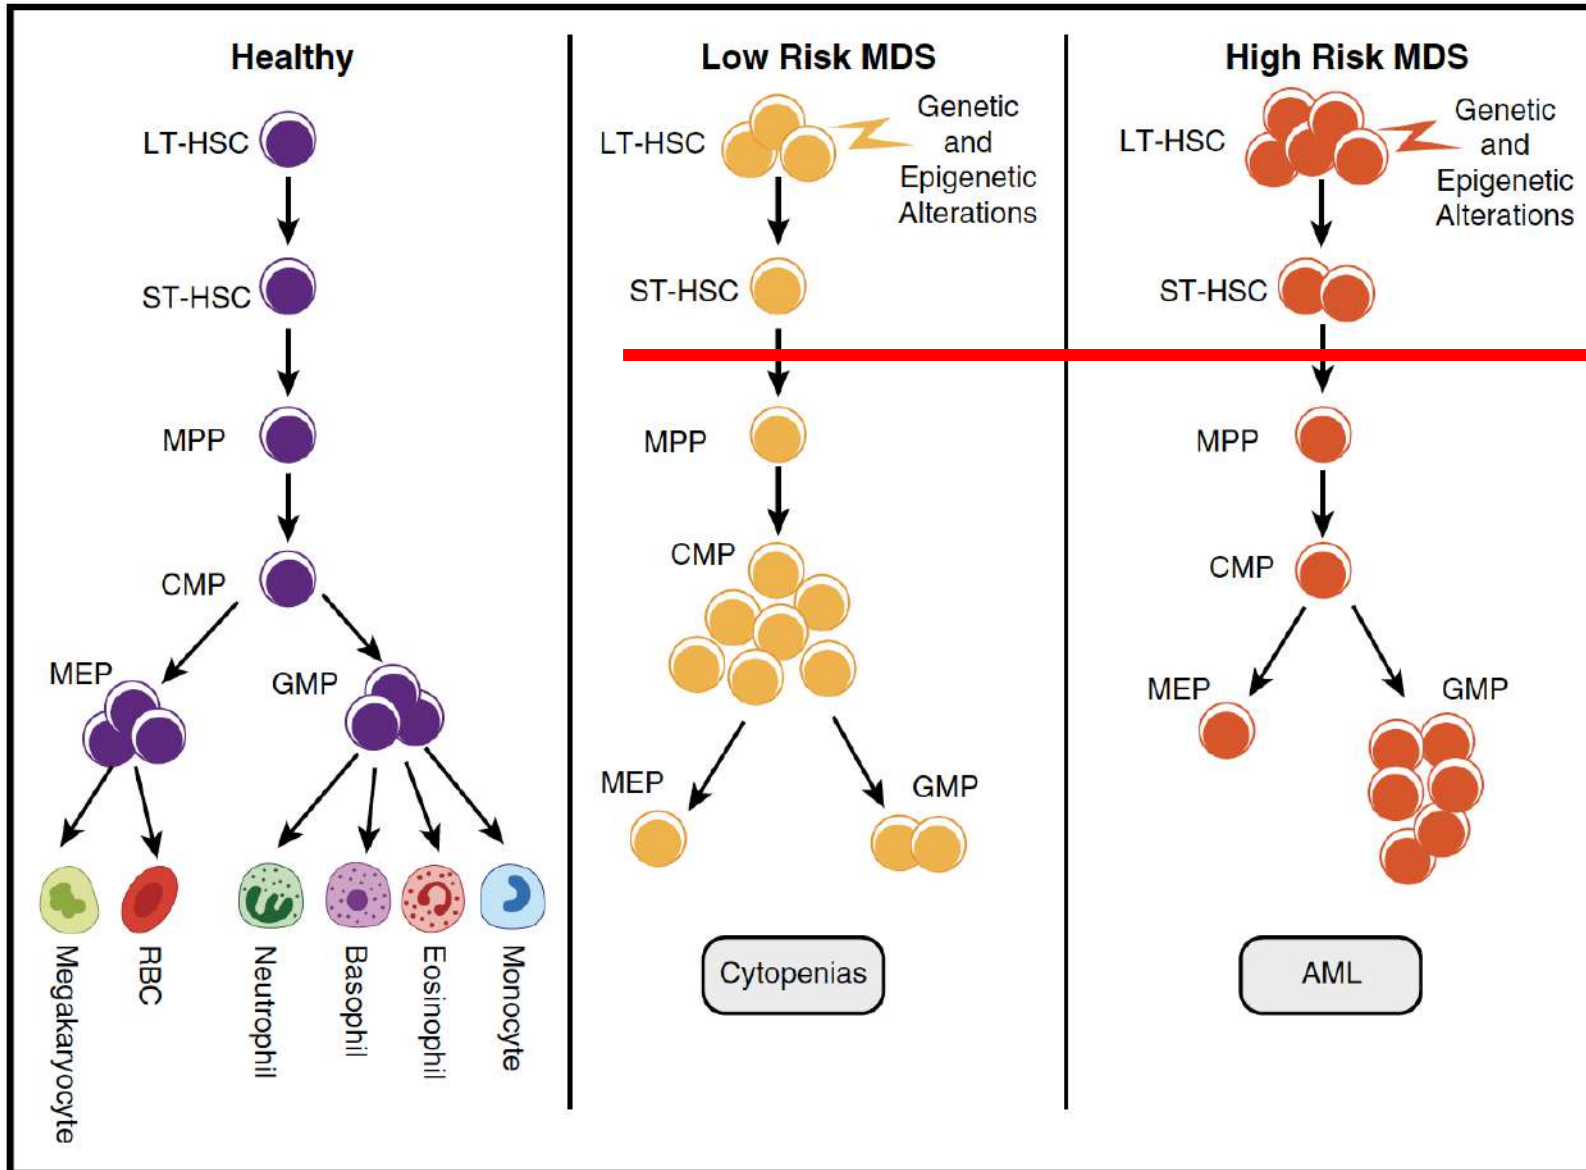 Healthy
LT-HSC
ST-HSC
MPP
CMP
MEP
GMP
Megakaryocyte
RBC
Neutrophil
Basophil
Eosinophil
Monocyte
Low Risk MDS
LT-HSC
Genetic
and
Epigenetic
Alterations
ST-HSC
MPP
CMP
MEP
GMP
Cytopenias
High Risk MDS
LT-HSC
Genetic
and
Epigenetic
Alterations
ST-HSC
MPP
CMP
MEP
GMP
AML